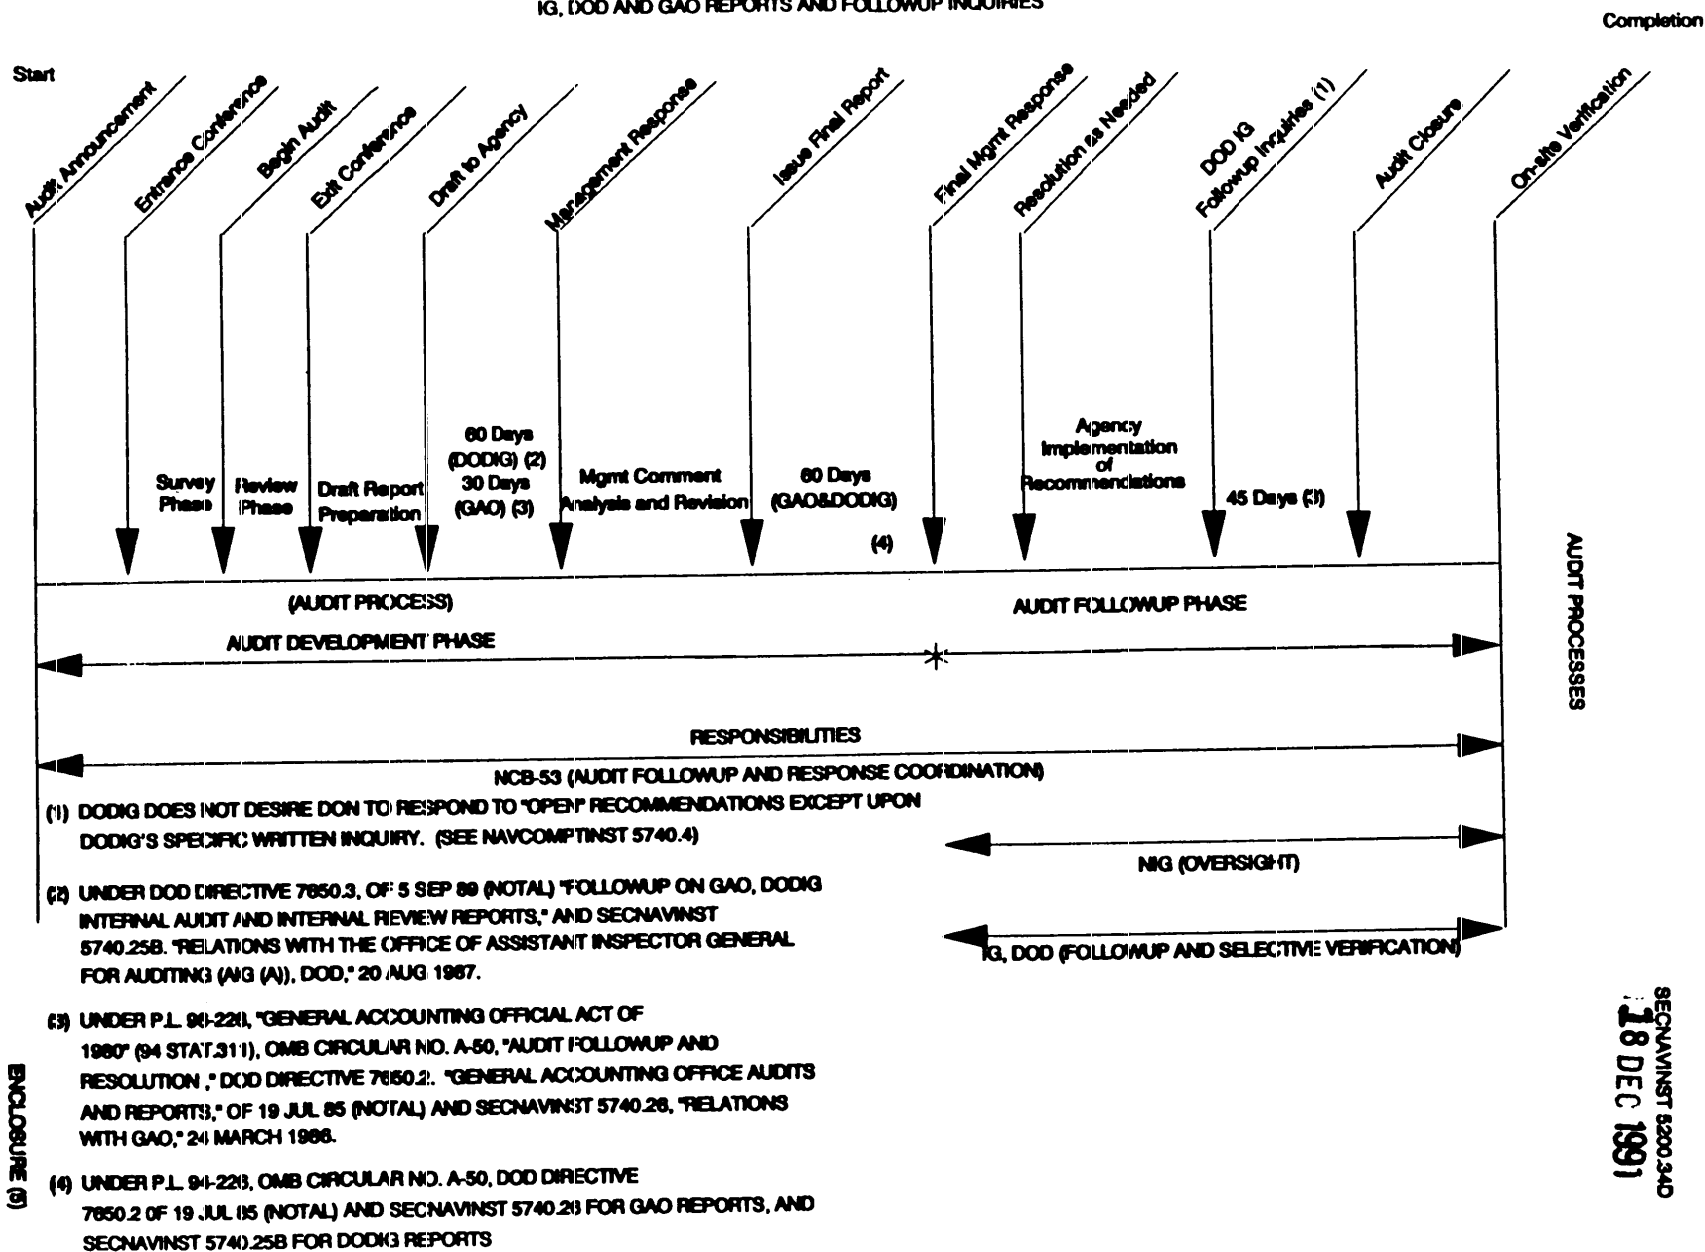 IG, DOD AND GAO REPORTS AND FOLLOWUP INQUIRIES
Completion
Start
Audit Announcement
Entrance Conference
Begin Audit
Exit Conference
Draft to Agency
Management Response
Issue Final Report
Final Mgmt Response
Resolution as Needed
DOD IG
Followup Inquiries (1)
Audit Closure
On-site Verification
Survey
Phase
Review
Phase
Draft Report
Preparation
60 Days
(DODIG) (2)
30 Days
(GAO) (3)
Mgmt Comment
Analysis and Revision
60 Days
(GAO&DODIG)
(4)
Agency
Implementation
of
Recommendations
45 Days (3)
(AUDIT PROCESS)
AUDIT FOLLOWUP PHASE
AUDIT DEVELOPMENT PHASE
AUDIT PROCESSES
RESPONSIBILITIES
NCB-53 (AUDIT FOLLOWUP AND RESPONSE COORDINATION)
(1) DODIG DOES NOT DESIRE DON TO RESPOND TO "OPEN" RECOMMENDATIONS EXCEPT UPON
DODIG'S SPECIFIC WRITTEN INQUIRY. (SEE NAVCOMPTINST 5740.4)
NIG (OVERSIGHT)
(2) UNDER DOD DIRECTIVE 7650.3, OF 5 SEP 89 (NOTAL) "FOLLOWUP ON GAO, DODIG
INTERNAL AUDIT AND INTERNAL REVIEW REPORTS," AND SECNAVINST
5740.25B. "RELATIONS WITH THE OFFICE OF ASSISTANT INSPECTOR GENERAL
FOR AUDITING (AIG (A)), DOD," 20 AUG 1987.
IG, DOD (FOLLOWUP AND SELECTIVE VERIFICATION)
(3) UNDER P.L. 96-226, "GENERAL ACCOUNTING OFFICIAL ACT OF
1980" (94 STAT.311), OMB CIRCULAR NO. A-50, "AUDIT FOLLOWUP AND
RESOLUTION ," DOD DIRECTIVE 7650.2. "GENERAL ACCOUNTING OFFICE AUDITS
AND REPORTS," OF 19 JUL 85 (NOTAL) AND SECNAVINST 5740.26, "RELATIONS
WITH GAO," 24 MARCH 1986.
(4) UNDER P.L. 94-226, OMB CIRCULAR NO. A-50, DOD DIRECTIVE
7650.2 OF 19 JUL 85 (NOTAL) AND SECNAVINST 5740.26 FOR GAO REPORTS, AND
SECNAVINST 5740.25B FOR DODIG REPORTS
SECNAVINST 5200.34D
18 DEC 1991
ENCLOSURE (5)